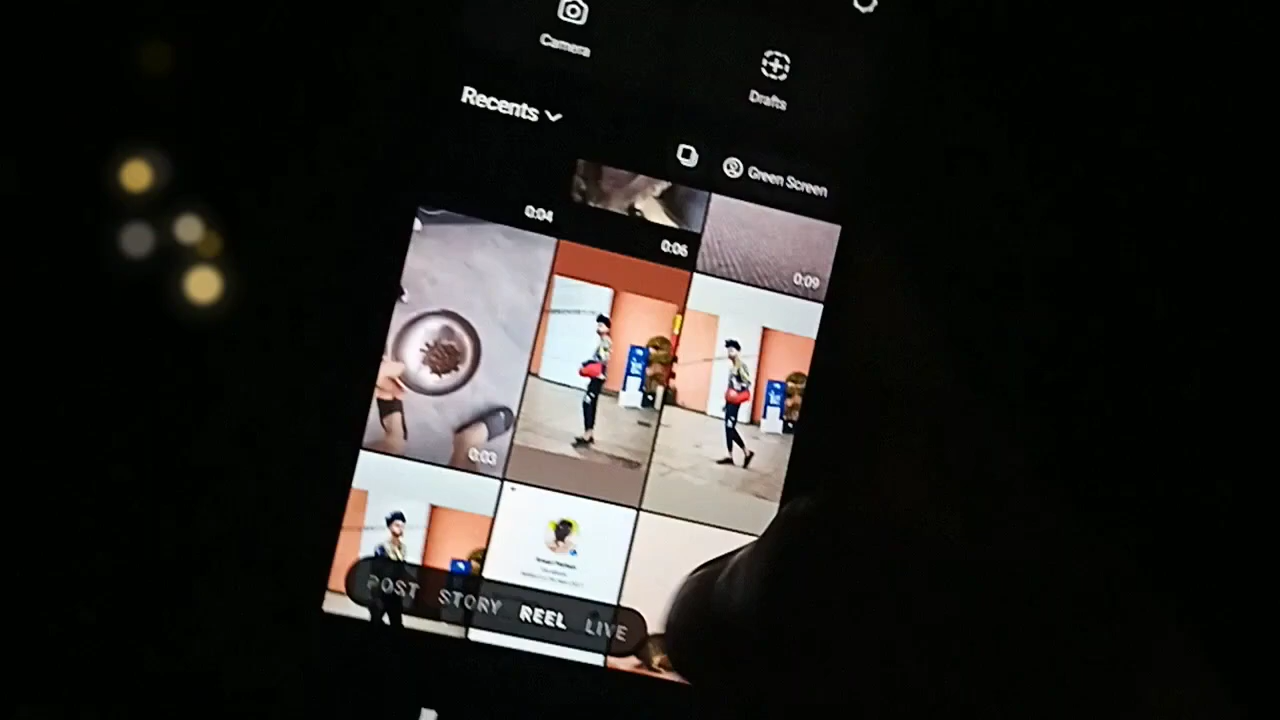 Camera
Drafts
Recents
Green Screen
0:04
0:06
0:09
0:03
POST STORY REEL LIVE